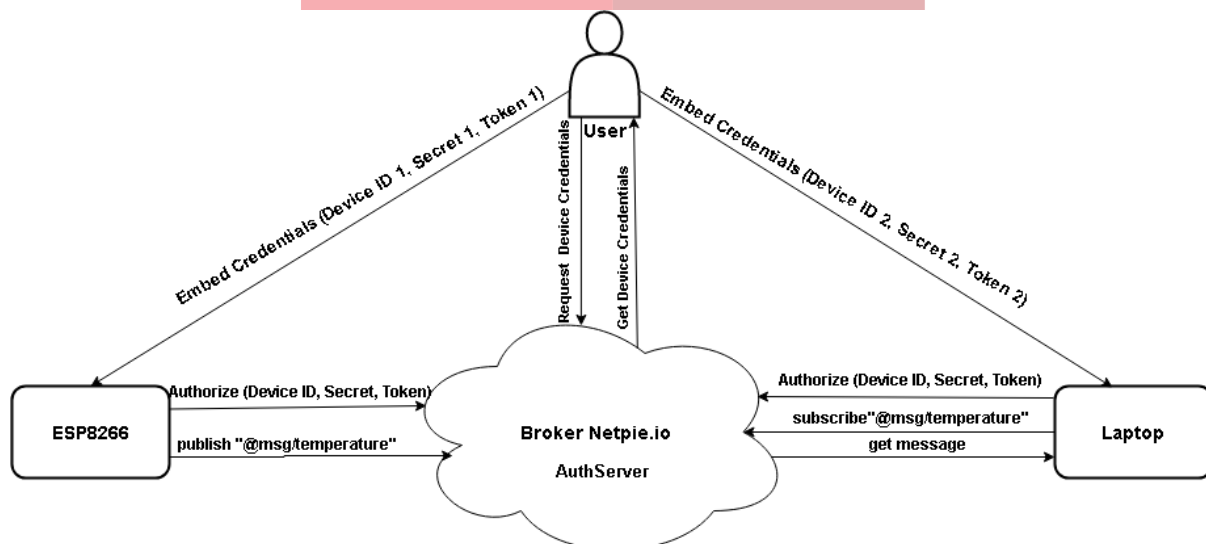 User
Embed Credentials (Device ID 1, Secret 1, Token 1)
Request Device Credentials
Get Device Credentials
Embed Credentials (Device ID 2, Secret 2, Token 2)
ESP8266
Authorize (Device ID, Secret, Token)
publish "@msg/temperature"
Broker Netpie.io
AuthServer
Authorize (Device ID, Secret, Token)
subscribe"@msg/temperature"
get message
Laptop